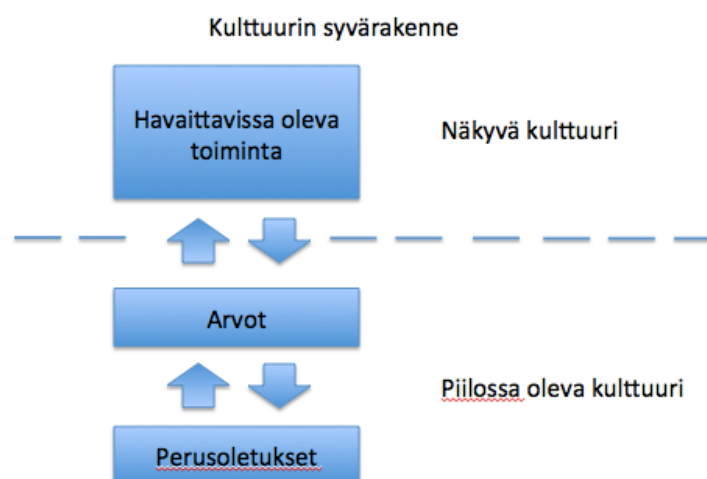 Kulttuurin syvärakenne
Havaittavissa oleva
toiminta
Näkyvä kulttuuri
Arvot
Piilossa oleva kulttuuri
Perusoletukset